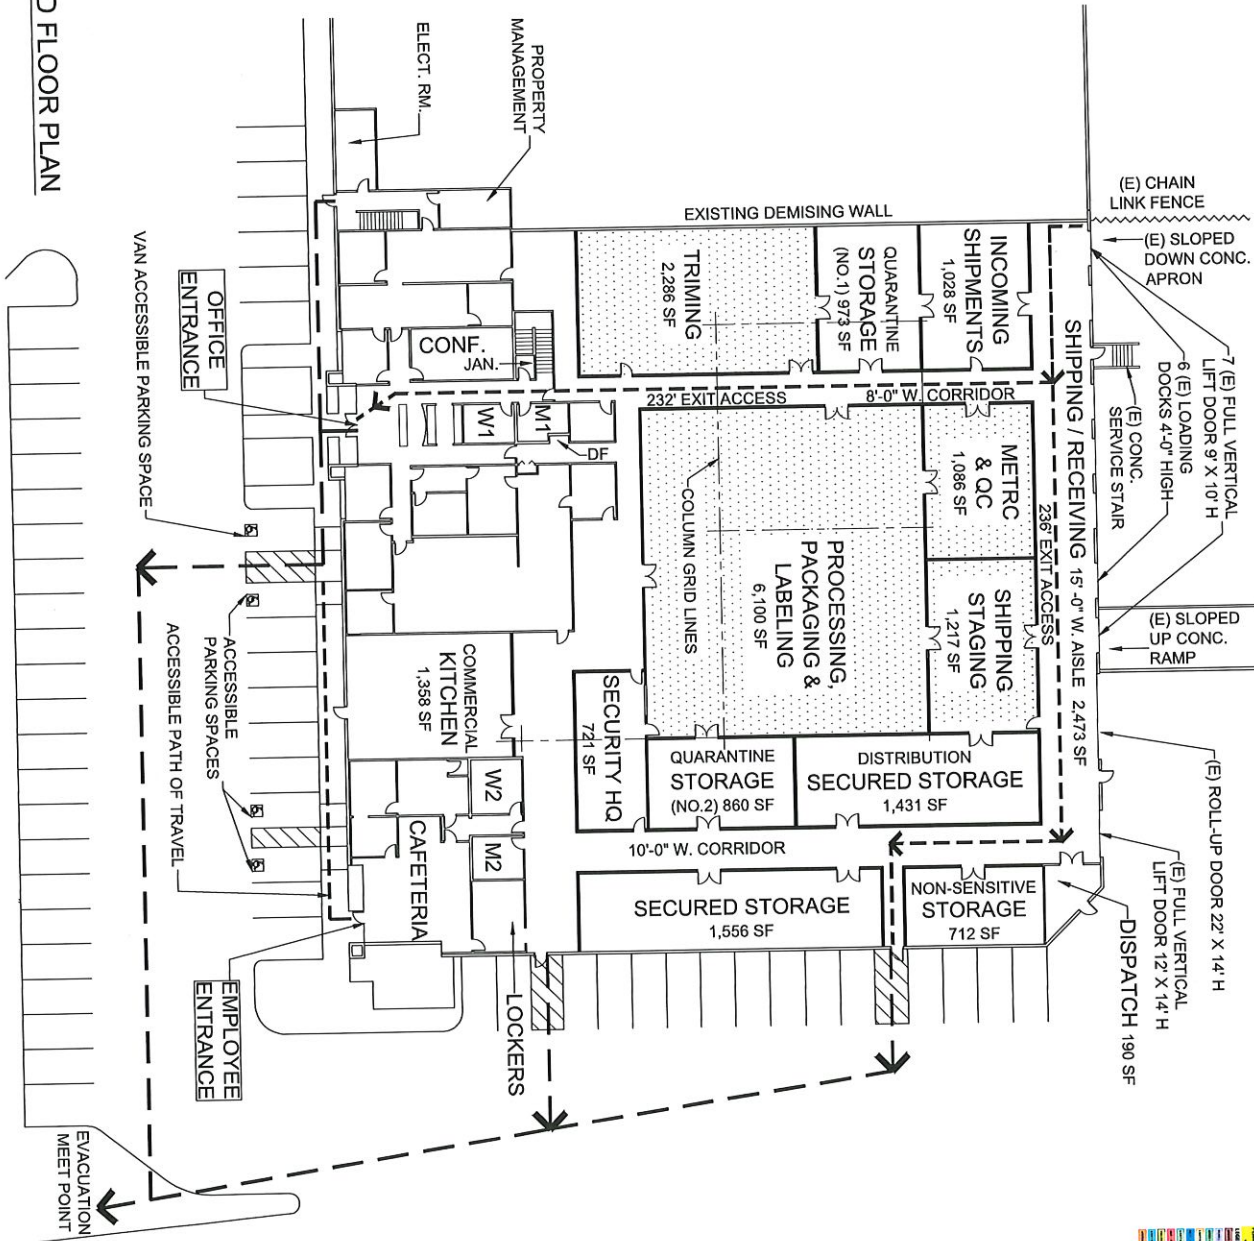 D FLOOR PLAN
ELECT. RM.
PROPERTY
MANAGEMENT
(E) CHAIN
LINK FENCE
EXISTING DEMISING WALL
(E) SLOPED
DOWN CONC.
APRON
7 (E) FULL VERTICAL
LIFT DOOR 9' X 10' H
6 (E) LOADING
DOCKS 4'-0" HIGH
(E) CONC.
SERVICE STAIR
(E) SLOPED
UP CONC.
RAMP
(E) ROLL-UP DOOR 22' X 14' H
(E) FULL VERTICAL
LIFT DOOR 12' X 14' H
DISPATCH 190 SF
SHIPPING / RECEIVING 15' -0" W. AISLE 2,473 SF
236' EXIT ACCESS
INCOMING
SHIPMENTS
1,028 SF
QUARANTINE
STORAGE
(NO.1) 973 SF
TRIMING
2,286 SF
232' EXIT ACCESS
8'-0" W. CORRIDOR
METRC
& QC
1,086 SF
SHIPPING
STAGING
1,217 SF
PROCESSING,
PACKAGING &
LABELING
6,100 SF
COLUMN GRID LINES
CONF.
JAN.
W1
M1
DF
OFFICE
ENTRANCE
VAN ACCESSIBLE PARKING SPACE
ACCESSIBLE
PARKING SPACES
ACCESSIBLE PATH OF TRAVEL
COMMERCIAL
KITCHEN
1,358 SF
SECURITY HQ
721 SF
QUARANTINE
STORAGE
(NO.2) 860 SF
DISTRIBUTION
SECURED STORAGE
1,431 SF
10'-0" W. CORRIDOR
W2
M2
CAFETERIA
SECURED STORAGE
1,556 SF
NON-SENSITIVE
STORAGE
712 SF
LOCKERS
EMPLOYEE
ENTRANCE
EVACUATION
MEET POINT